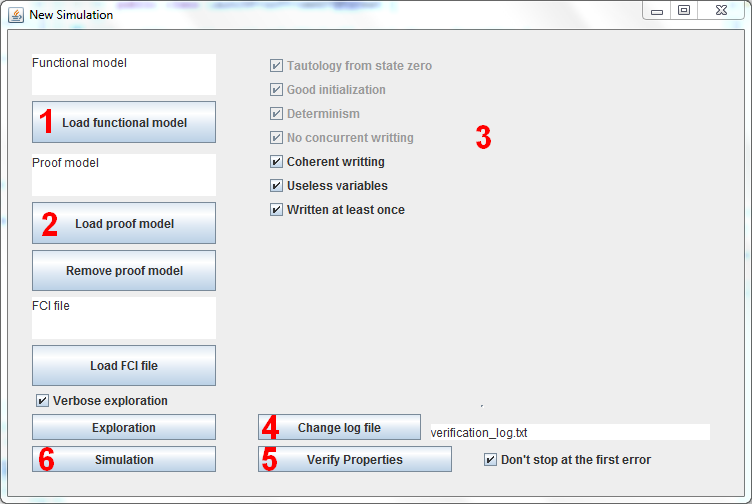 New Simulation
Functional model
1 Load functional model
Proof model
2 Load proof model
Remove proof model
FCI file
Load FCI file
Verbose exploration
Exploration
6 Simulation
Tautology from state zero
Good initialization
Determinism
No concurrent writting
3
Coherent writting
Useless variables
Written at least once
4 Change log file
verification_log.txt
5 Verify Properties
Don't stop at the first error